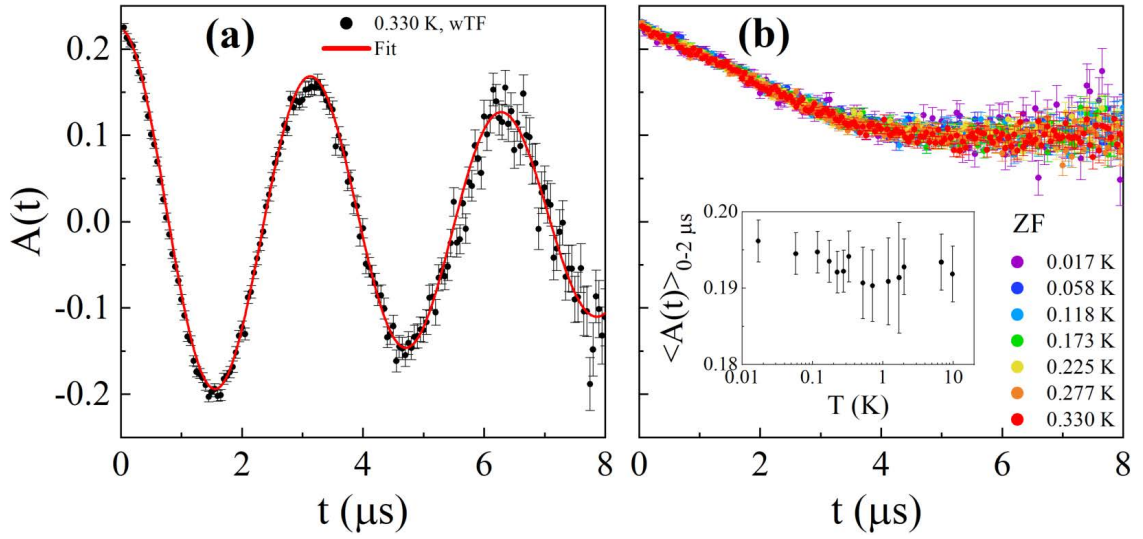 (a)
0.330 K, wTF
Fit
A(t)
0.2
0.1
0.0
-0.1
-0.2
0
2
4
6
8
t (μs)
(b)
ZF
0.017 K
0.058 K
0.118 K
0.173 K
0.225 K
0.277 K
0.330 K
<A(t)>0-2 μs
0.20
0.19
0.18
0.01
0.1
1
10
T (K)
0
2
4
6
8
t (μs)